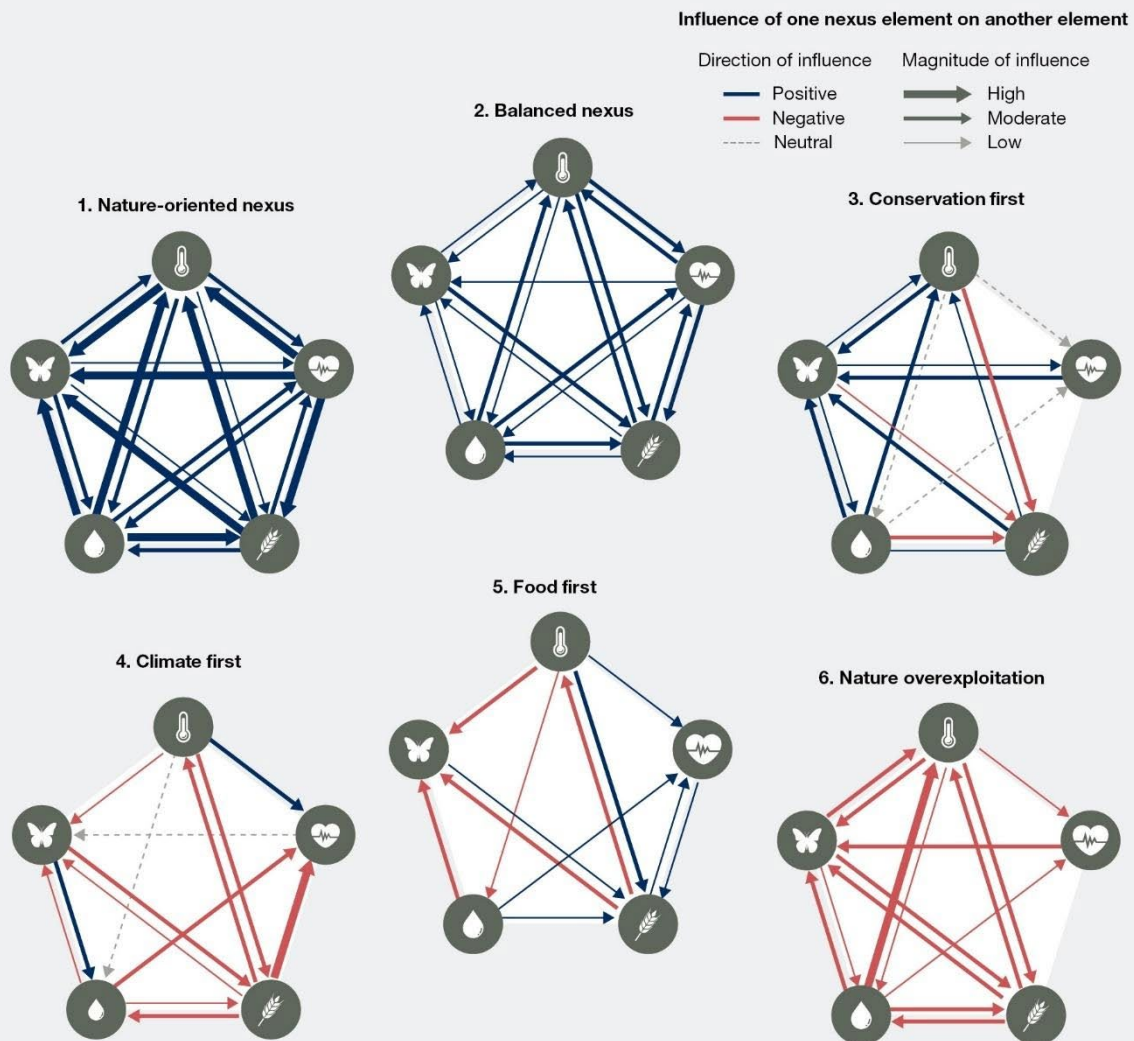 Influence of one nexus element on another element
Direction of influence
Magnitude of influence
Positive
High
Negative
Moderate
Neutral
Low
2. Balanced nexus
1. Nature-oriented nexus
3. Conservation first
5. Food first
4. Climate first
6. Nature overexploitation